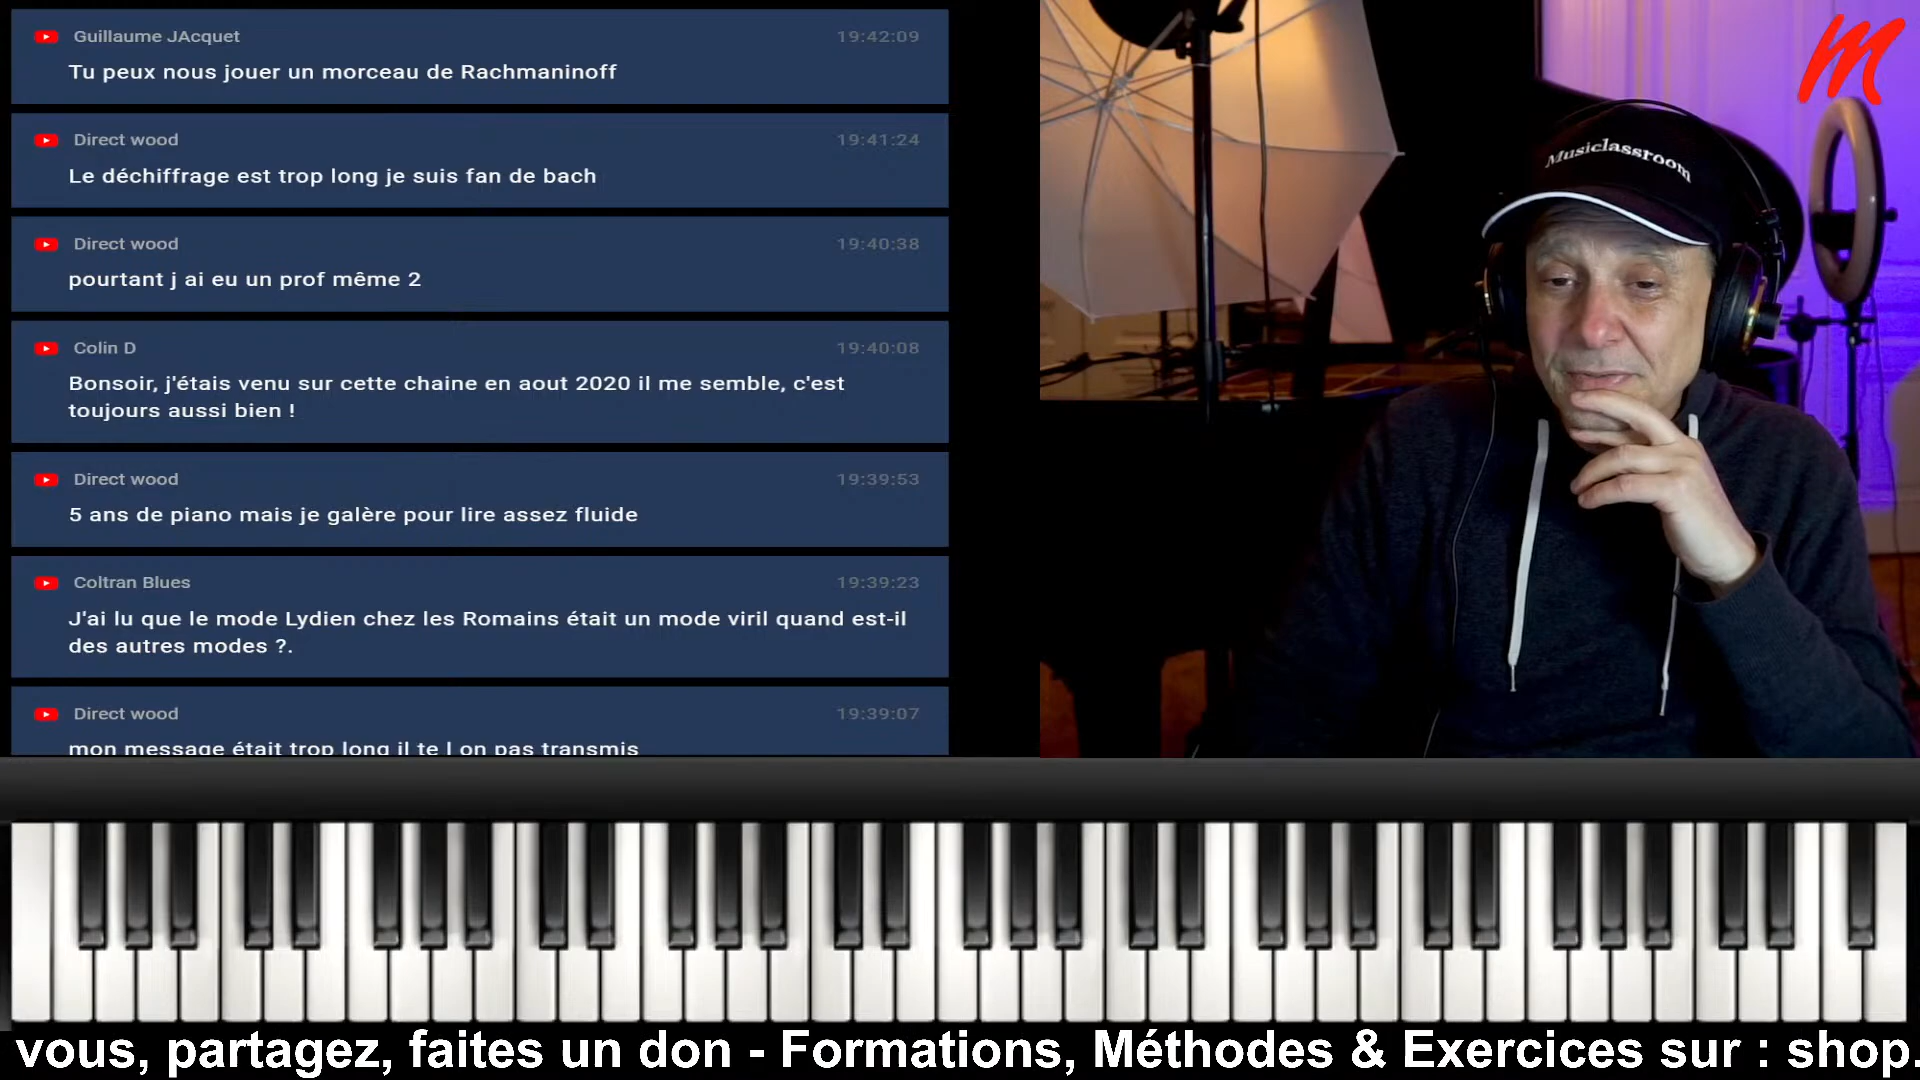 Guillaume JAcquet 19:42:09
Tu peux nous jouer un morceau de Rachmaninoff
Direct wood 19:41:24
Le déchiffrage est trop long je suis fan de bach
Direct wood 19:40:38
pourtant j ai eu un prof même 2
Colin D 19:40:08
Bonsoir, j'étais venu sur cette chaine en aout 2020 il me semble, c'est
toujours aussi bien !
Direct wood 19:39:53
5 ans de piano mais je galère pour lire assez fluide
Coltran Blues 19:39:23
J'ai lu que le mode Lydien chez les Romains était un mode viril quand est-il
des autres modes ?.
Direct wood 19:39:07
mon message était trop long il te l on pas transmis
M
Musiclassroom
vous, partagez, faites un don - Formations, Méthodes & Exercices sur : shop.